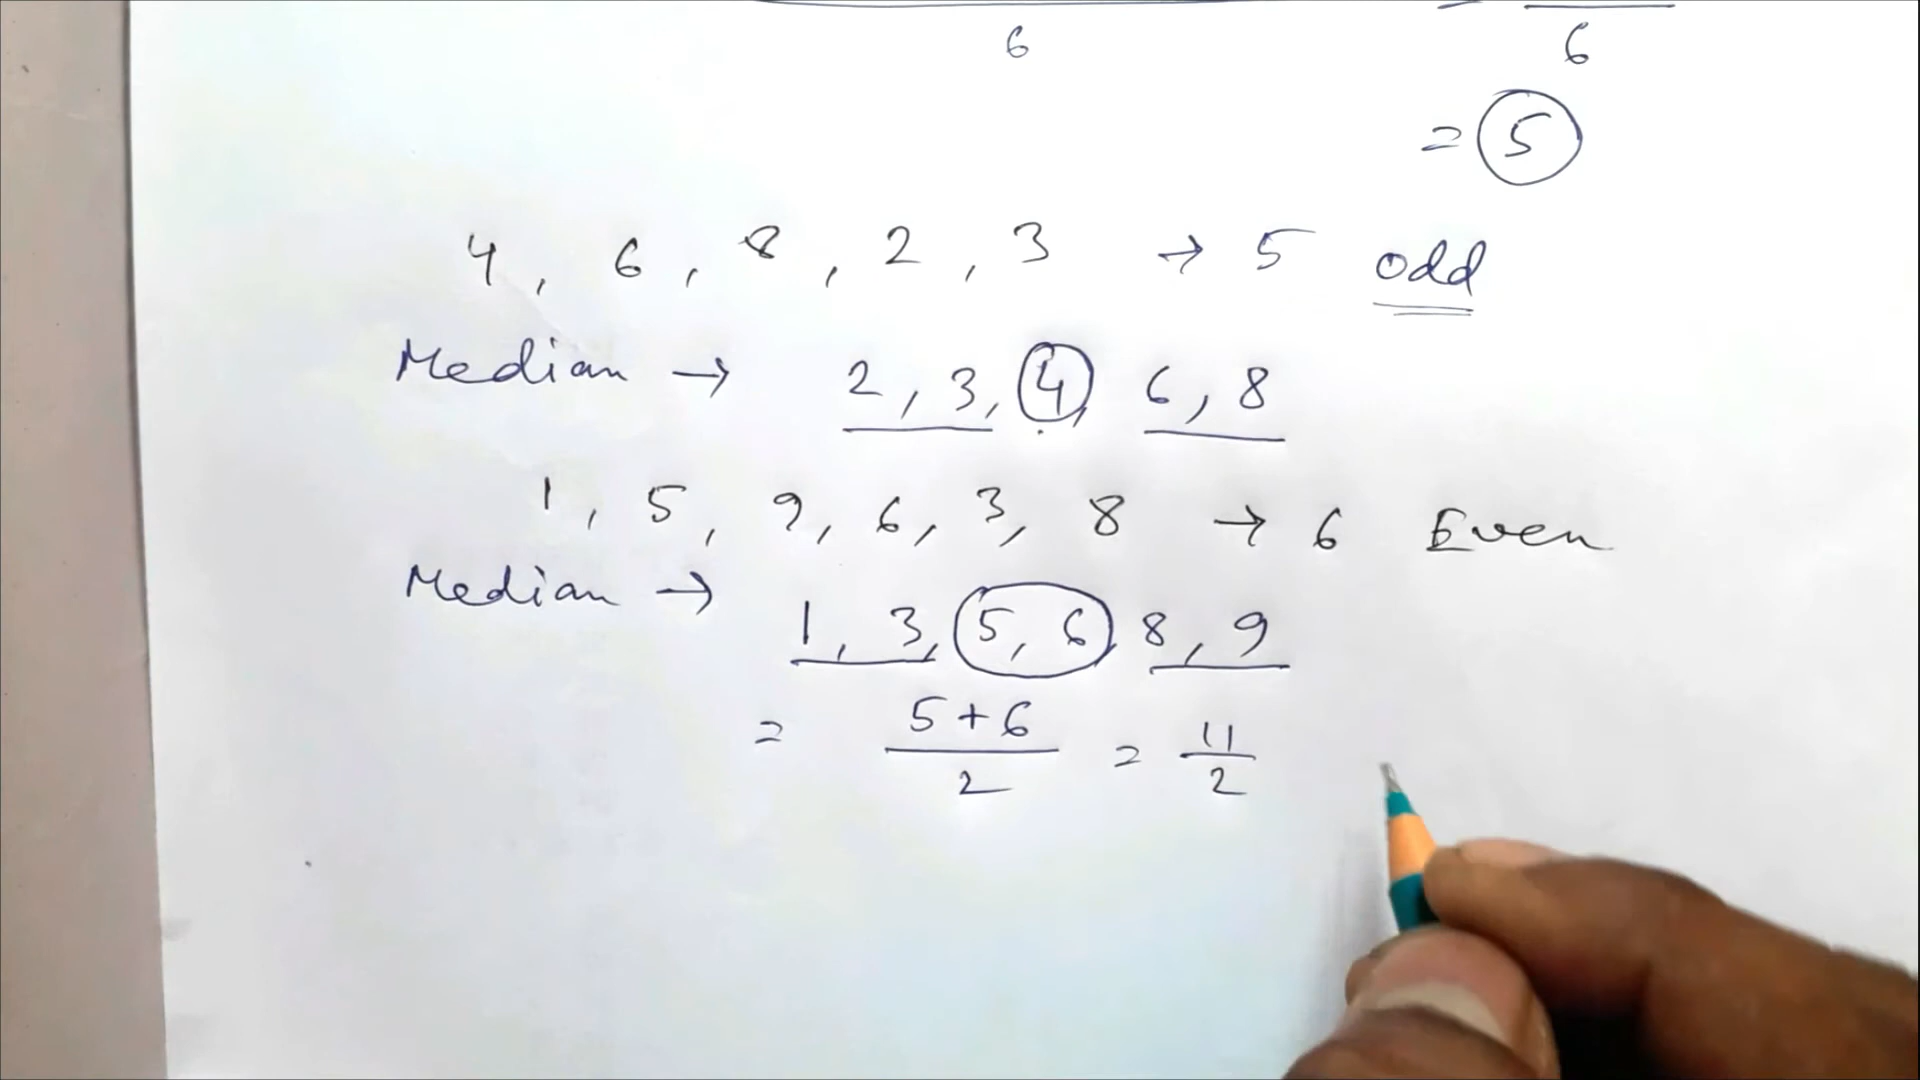 6 = 6
= 5
4, 6, 8, 2, 3 → 5 odd
Median → 2, 3, 4, 6, 8
1, 5, 9, 6, 3, 8 → 6 Even
Median → 1, 3, 5, 6, 8, 9
= 5+6/2 = 11/2